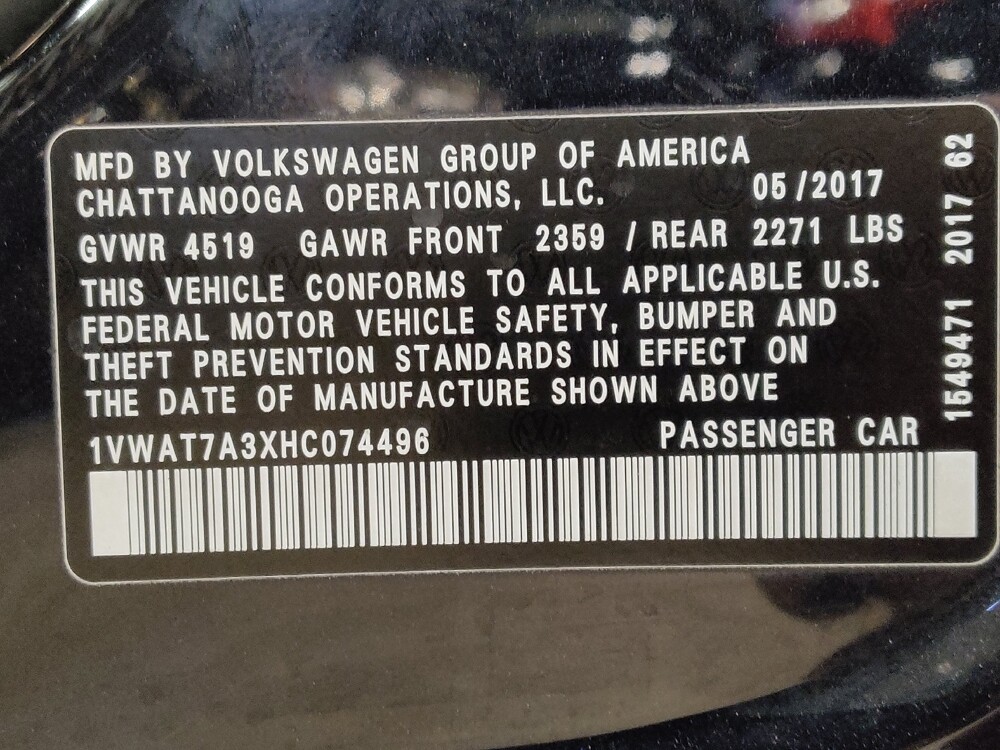 MFD BY VOLKSWAGEN GROUP OF AMERICA
CHATTANOOGA OPERATIONS, LLC. 05/2017
GVWR 4519 GAWR FRONT 2359 / REAR 2271 LBS
THIS VEHICLE CONFORMS TO ALL APPLICABLE U.S.
FEDERAL MOTOR VEHICLE SAFETY, BUMPER AND
THEFT PREVENTION STANDARDS IN EFFECT ON
THE DATE OF MANUFACTURE SHOWN ABOVE
1VWAT7A3XHC074496 PASSENGER CAR
1549471 2017 62